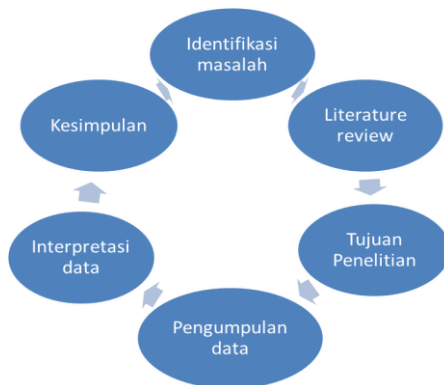 Identifikasi
masalah
Literature
review
Tujuan
Penelitian
Pengumpulan
data
Interpretasi
data
Kesimpulan